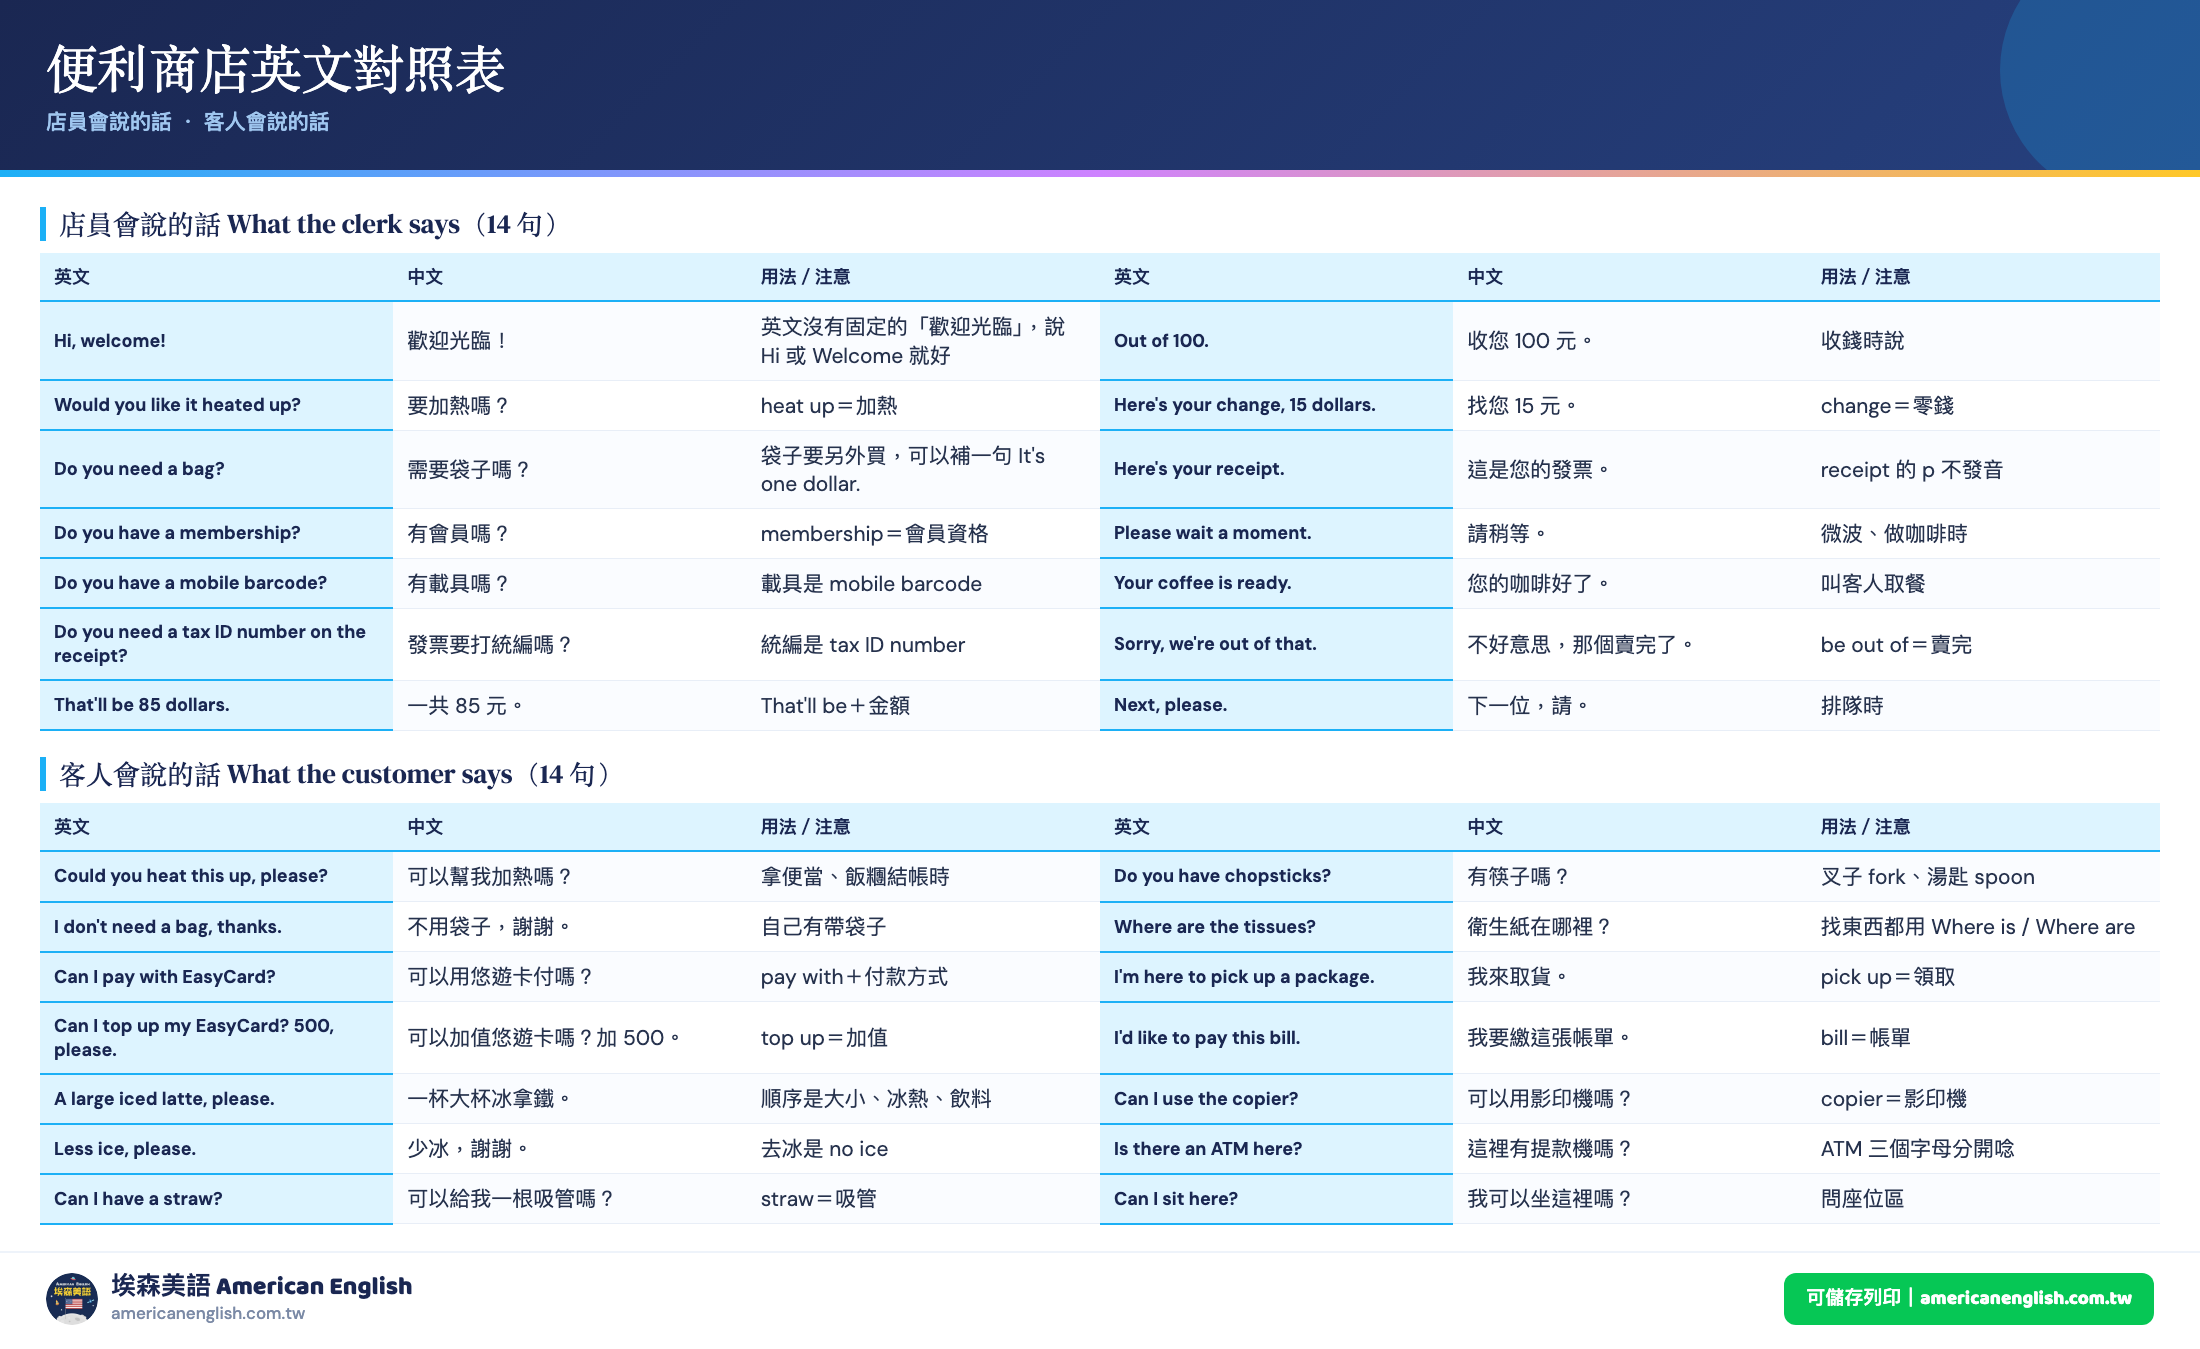 便利商店英文對照表
店員會說的話 · 客人會說的話
店員會說的話 What the clerk says（14 句）
英文 中文 用法 / 注意 英文 中文 用法 / 注意
Hi, welcome! 歡迎光臨！ 英文沒有固定的「歡迎光臨」，說 Hi 或 Welcome 就好 Out of 100. 收您 100 元。 收錢時說
Would you like it heated up? 要加熱嗎？ heat up＝加熱 Here's your change, 15 dollars. 找您 15 元。 change＝零錢
Do you need a bag? 需要袋子嗎？ 袋子要另外買，可以補一句 It's one dollar. Here's your receipt. 這是您的發票。 receipt 的 p 不發音
Do you have a membership? 有會員嗎？ membership＝會員資格 Please wait a moment. 請稍等。 微波、做咖啡時
Do you have a mobile barcode? 有載具嗎？ 載具是 mobile barcode Your coffee is ready. 您的咖啡好了。 叫客人取餐
Do you need a tax ID number on the receipt? 發票要打統編嗎？ 統編是 tax ID number Sorry, we're out of that. 不好意思，那個賣完了。 be out of＝賣完
That'll be 85 dollars. 一共 85 元。 That'll be＋金額 Next, please. 下一位，請。 排隊時
客人會說的話 What the customer says（14 句）
英文 中文 用法 / 注意 英文 中文 用法 / 注意
Could you heat this up, please? 可以幫我加熱嗎？ 拿便當、飯糰結帳時 Do you have chopsticks? 有筷子嗎？ 叉子 fork、湯匙 spoon
I don't need a bag, thanks. 不用袋子，謝謝。 自己有帶袋子 Where are the tissues? 衛生紙在哪裡？ 找東西都用 Where is / Where are
Can I pay with EasyCard? 可以用悠遊卡付嗎？ pay with＋付款方式 I'm here to pick up a package. 我來取貨。 pick up＝領取
Can I top up my EasyCard? 500, please. 可以加值悠遊卡嗎？加 500。 top up＝加值 I'd like to pay this bill. 我要繳這張帳單。 bill＝帳單
A large iced latte, please. 一杯大杯冰拿鐵。 順序是大小、冰熱、飲料 Can I use the copier? 可以用影印機嗎？ copier＝影印機
Less ice, please. 少冰，謝謝。 去冰是 no ice Is there an ATM here? 這裡有提款機嗎？ ATM 三個字母分開唸
Can I have a straw? 可以給我一根吸管嗎？ straw＝吸管 Can I sit here? 我可以坐這裡嗎？ 問座位區
埃森美語 American English
americanenglish.com.tw
可儲存列印｜americanenglish.com.tw